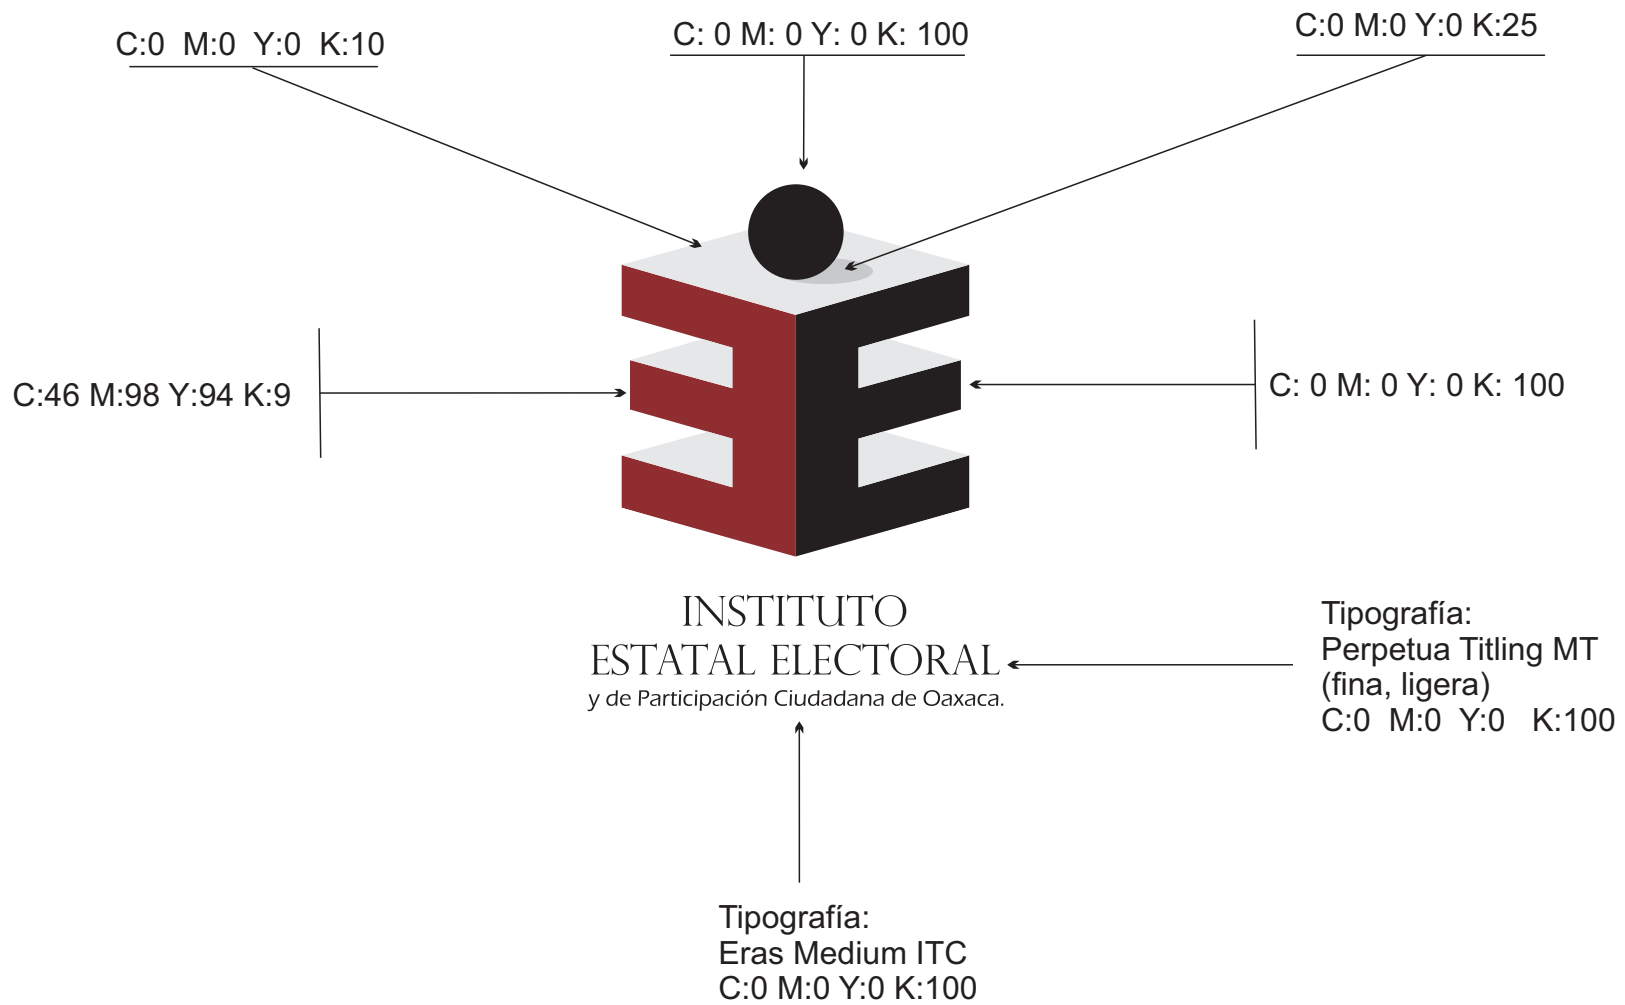 C:0 M:0 Y:0 K:10
C: 0 M: 0 Y: 0 K: 100
C:0 M:0 Y:0 K:25
C:46 M:98 Y:94 K:9
C: 0 M: 0 Y: 0 K: 100
INSTITUTO
ESTATAL ELECTORAL
y de Participación Ciudadana de Oaxaca.
Tipografía:
Perpetua Titling MT
(fina, ligera)
C:0 M:0 Y:0 K:100
Tipografía:
Eras Medium ITC
C:0 M:0 Y:0 K:100